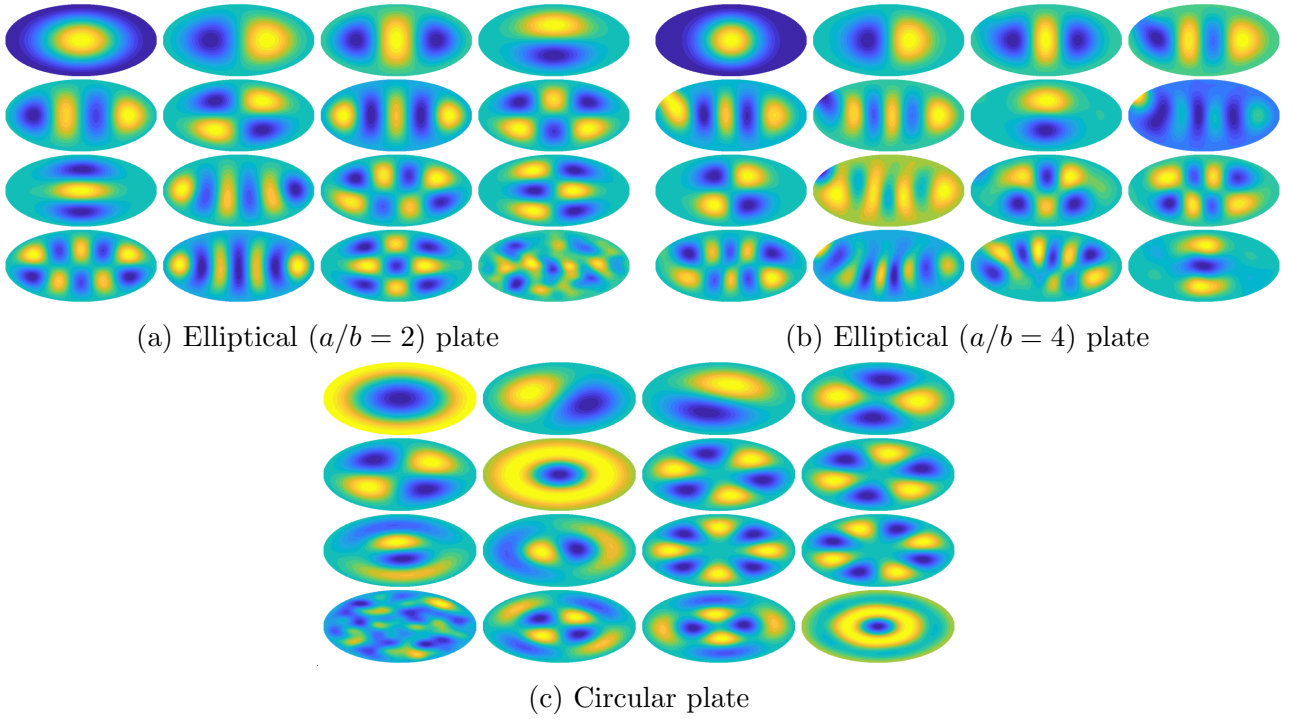 (a) Elliptical (a/b = 2) plate
(b) Elliptical (a/b = 4) plate
(c) Circular plate